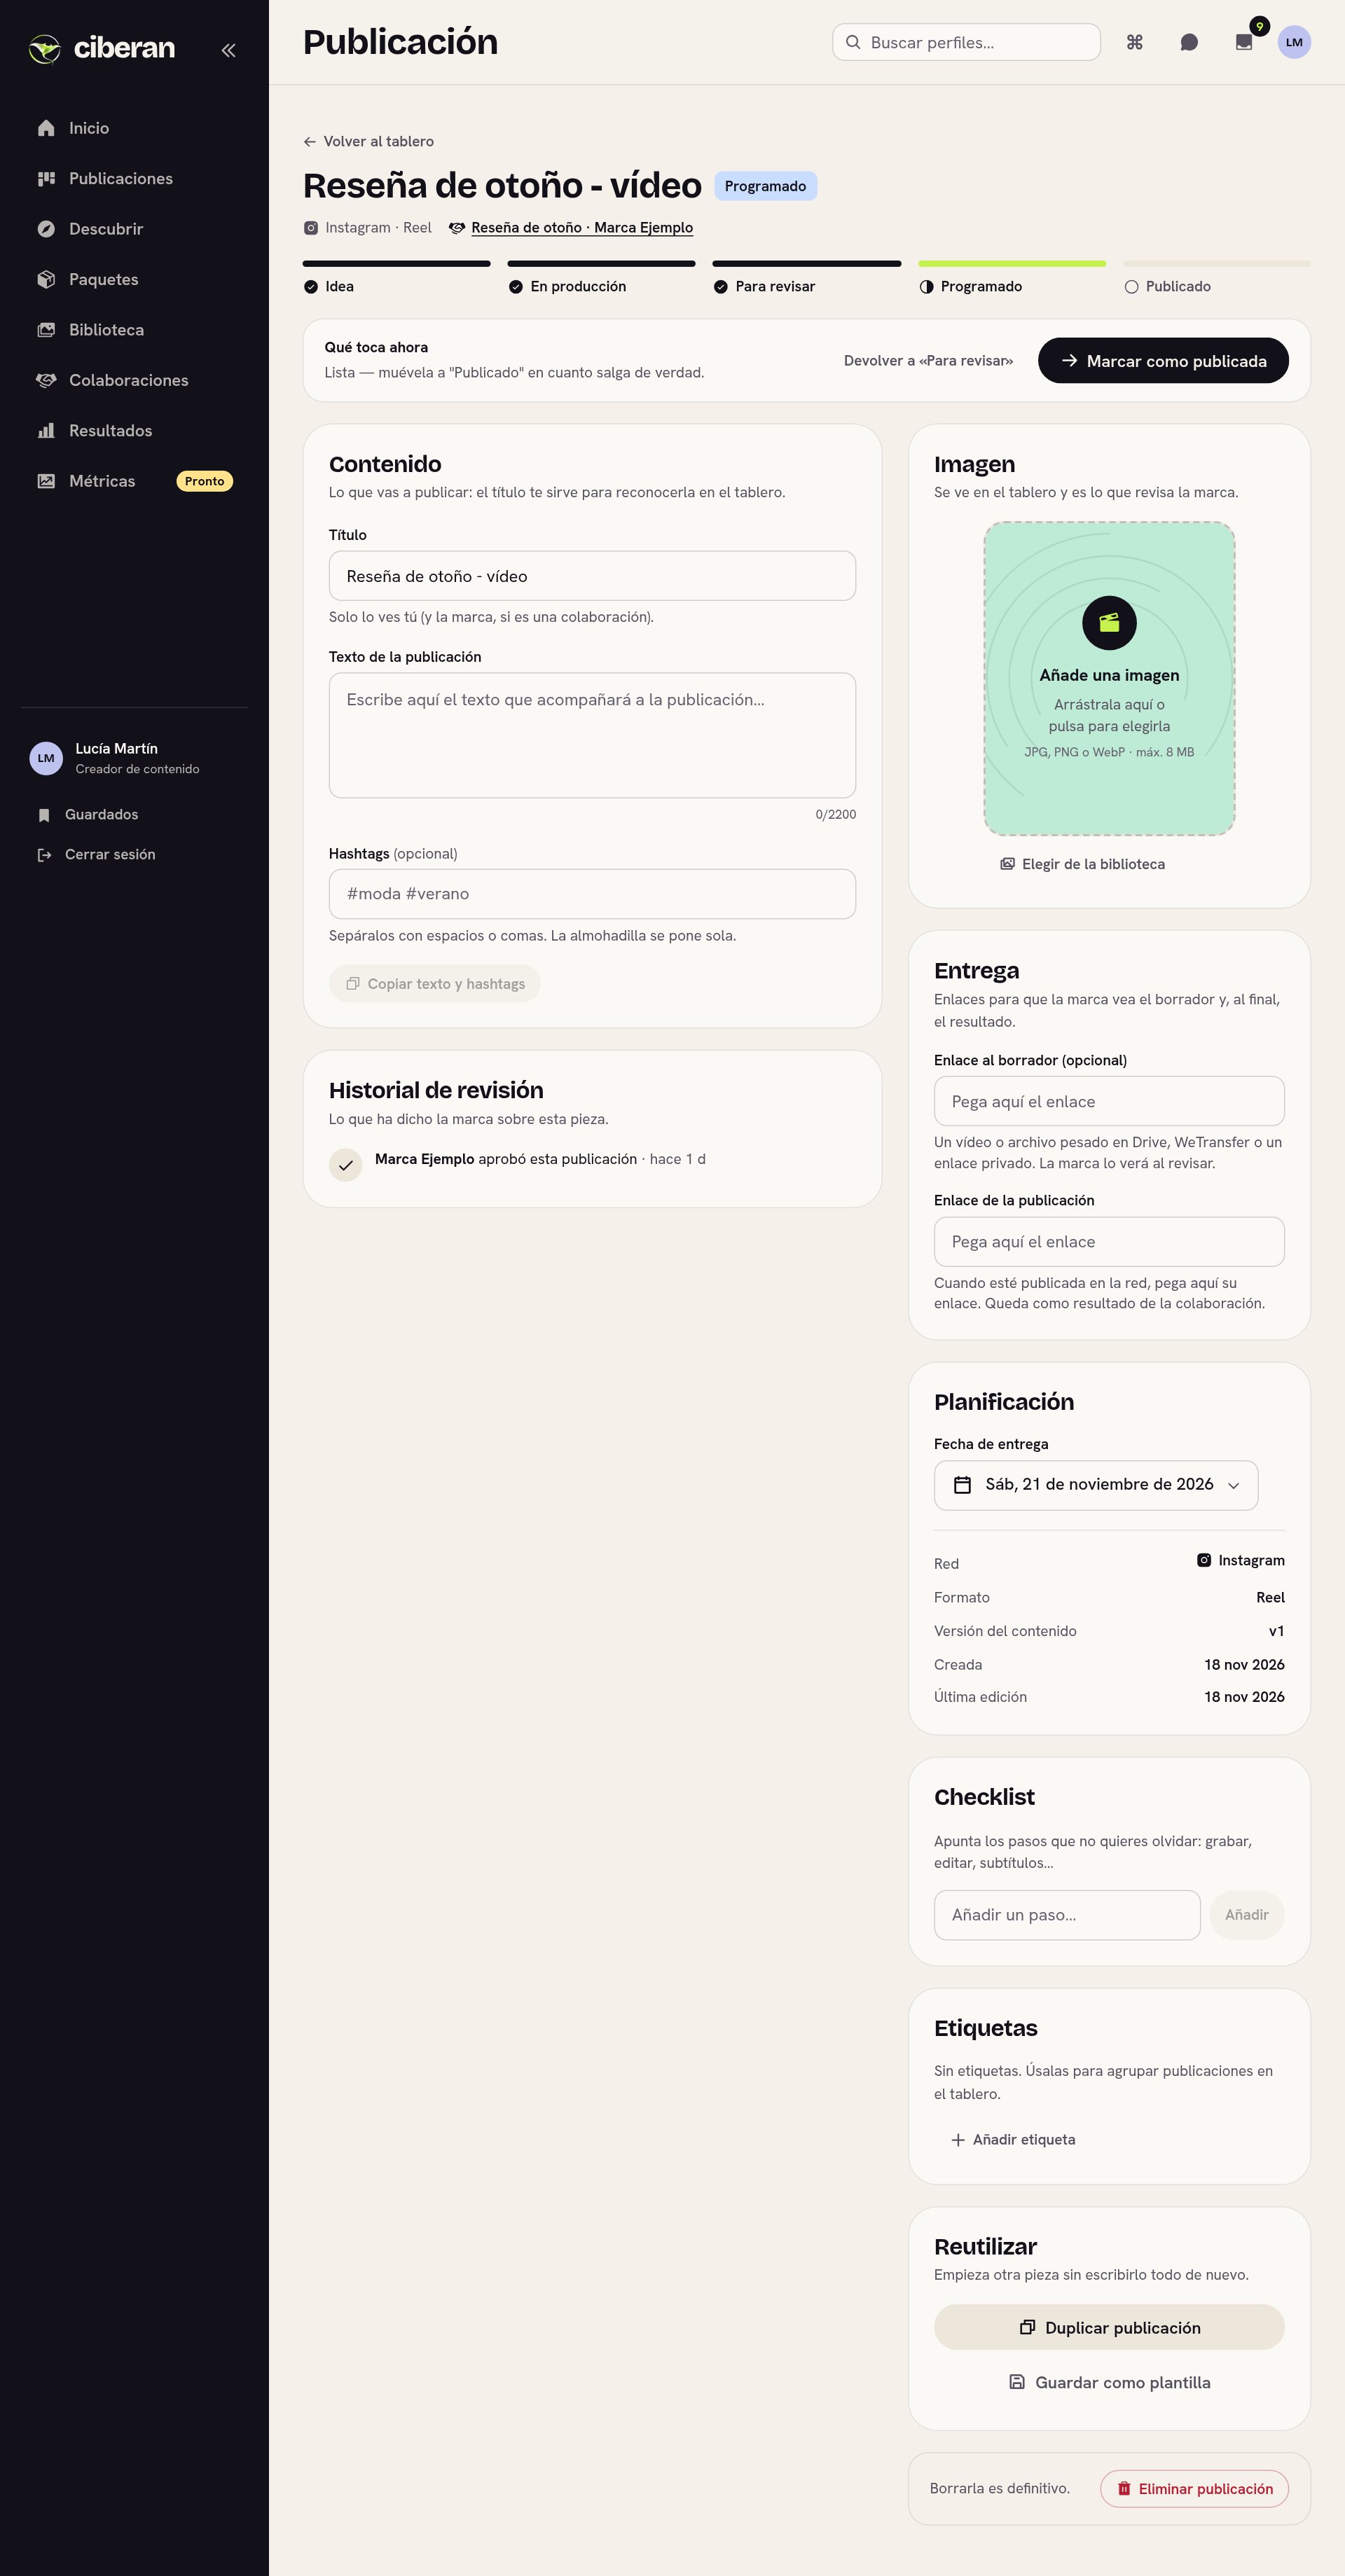 ciberan
Inicio
Publicaciones
Descubrir
Paquetes
Biblioteca
Colaboraciones
Resultados
Métricas Pronto
LM
Lucía Martín
Creador de contenido
Guardados
Cerrar sesión
Publicación
Buscar perfiles...
9
LM
Volver al tablero
Reseña de otoño - vídeo Programado
Instagram · Reel Reseña de otoño · Marca Ejemplo
Idea En producción Para revisar Programado Publicado
Qué toca ahora
Lista — muévela a "Publicado" en cuanto salga de verdad.
Devolver a «Para revisar»
Marcar como publicada
Contenido
Lo que vas a publicar: el título te sirve para reconocerla en el tablero.
Título
Reseña de otoño - vídeo
Solo lo ves tú (y la marca, si es una colaboración).
Texto de la publicación
Escribe aquí el texto que acompañará a la publicación...
0/2200
Hashtags (opcional)
#moda #verano
Sepáralos con espacios o comas. La almohadilla se pone sola.
Copiar texto y hashtags
Historial de revisión
Lo que ha dicho la marca sobre esta pieza.
Marca Ejemplo aprobó esta publicación · hace 1 d
Imagen
Se ve en el tablero y es lo que revisa la marca.
Añade una imagen
Arrástrala aquí o
pulsa para elegirla
JPG, PNG o WebP · máx. 8 MB
Elegir de la biblioteca
Entrega
Enlaces para que la marca vea el borrador y, al final,
el resultado.
Enlace al borrador (opcional)
Pega aquí el enlace
Un vídeo o archivo pesado en Drive, WeTransfer o un
enlace privado. La marca lo verá al revisar.
Enlace de la publicación
Pega aquí el enlace
Cuando esté publicada en la red, pega aquí su
enlace. Queda como resultado de la colaboración.
Planificación
Fecha de entrega
Sáb, 21 de noviembre de 2026
Red Instagram
Formato Reel
Versión del contenido v1
Creada 18 nov 2026
Última edición 18 nov 2026
Checklist
Apunta los pasos que no quieres olvidar: grabar,
editar, subtítulos...
Añadir un paso... Añadir
Etiquetas
Sin etiquetas. Úsalas para agrupar publicaciones en
el tablero.
Añadir etiqueta
Reutilizar
Empieza otra pieza sin escribirlo todo de nuevo.
Duplicar publicación
Guardar como plantilla
Borrarla es definitivo. Eliminar publicación